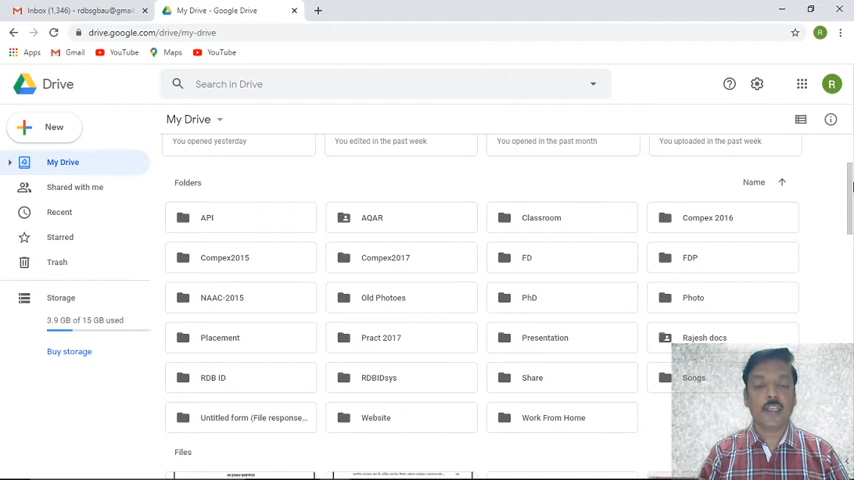 Inbox (1,346) - rdbsgbau@gmail.
My Drive - Google Drive
drive.google.com/drive/my-drive
Apps
Gmail
YouTube
Maps
YouTube
Drive
Search in Drive
R
New
My Drive
My Drive
Shared with me
Recent
Starred
Trash
Storage
3.9 GB of 15 GB used
Buy storage
You opened yesterday
You edited in the past week
You opened in the past month
You uploaded in the past week
Folders
Name
API
AQAR
Classroom
Compex 2016
Compex2015
Compex2017
FD
FDP
NAAC-2015
Old Photoes
PhD
Photo
Placement
Pract 2017
Presentation
Rajesh docs
RDB ID
RDBIDsys
Share
Songs
Untitled form (File response...
Website
Work From Home
Files